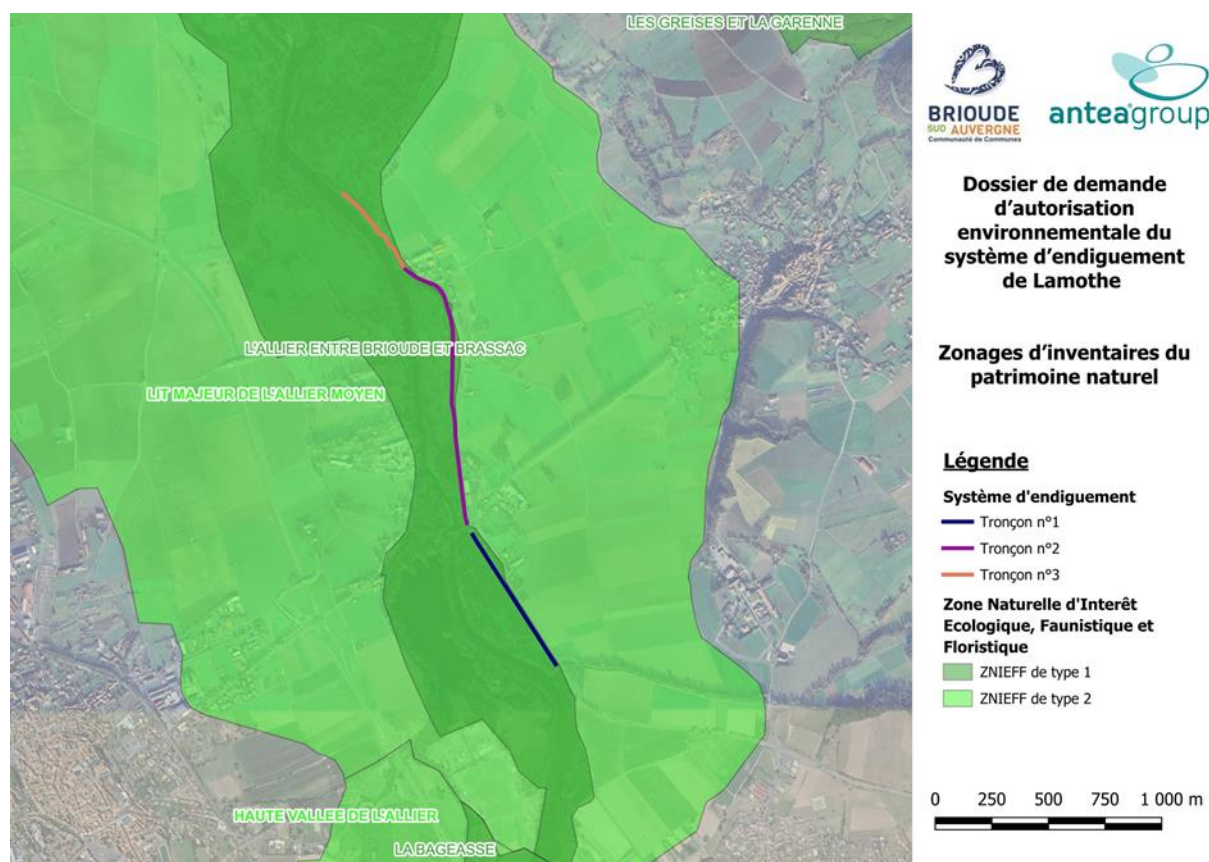 LES GREISES ET LA GARENNE
L'ALLIER ENTRE BRIOUDE ET BRASSAC
LIT MAJEUR DE L'ALLIER MOYEN
HAUTE VALLEE DE L'ALLIER
LA BAGEASSE
BRIOUDE
SUD AUVERGNE
Communauté de Communes
anteagroup
Dossier de demande
d'autorisation
environnementale du
système d'endiguement
de Lamothe
Zonages d'inventaires du
patrimoine naturel
Légende
Système d'endiguement
Tronçon n°1
Tronçon n°2
Tronçon n°3
Zone Naturelle d'Interêt
Ecologique, Faunistique et
Floristique
ZNIEFF de type 1
ZNIEFF de type 2
0 250 500 750 1 000 m